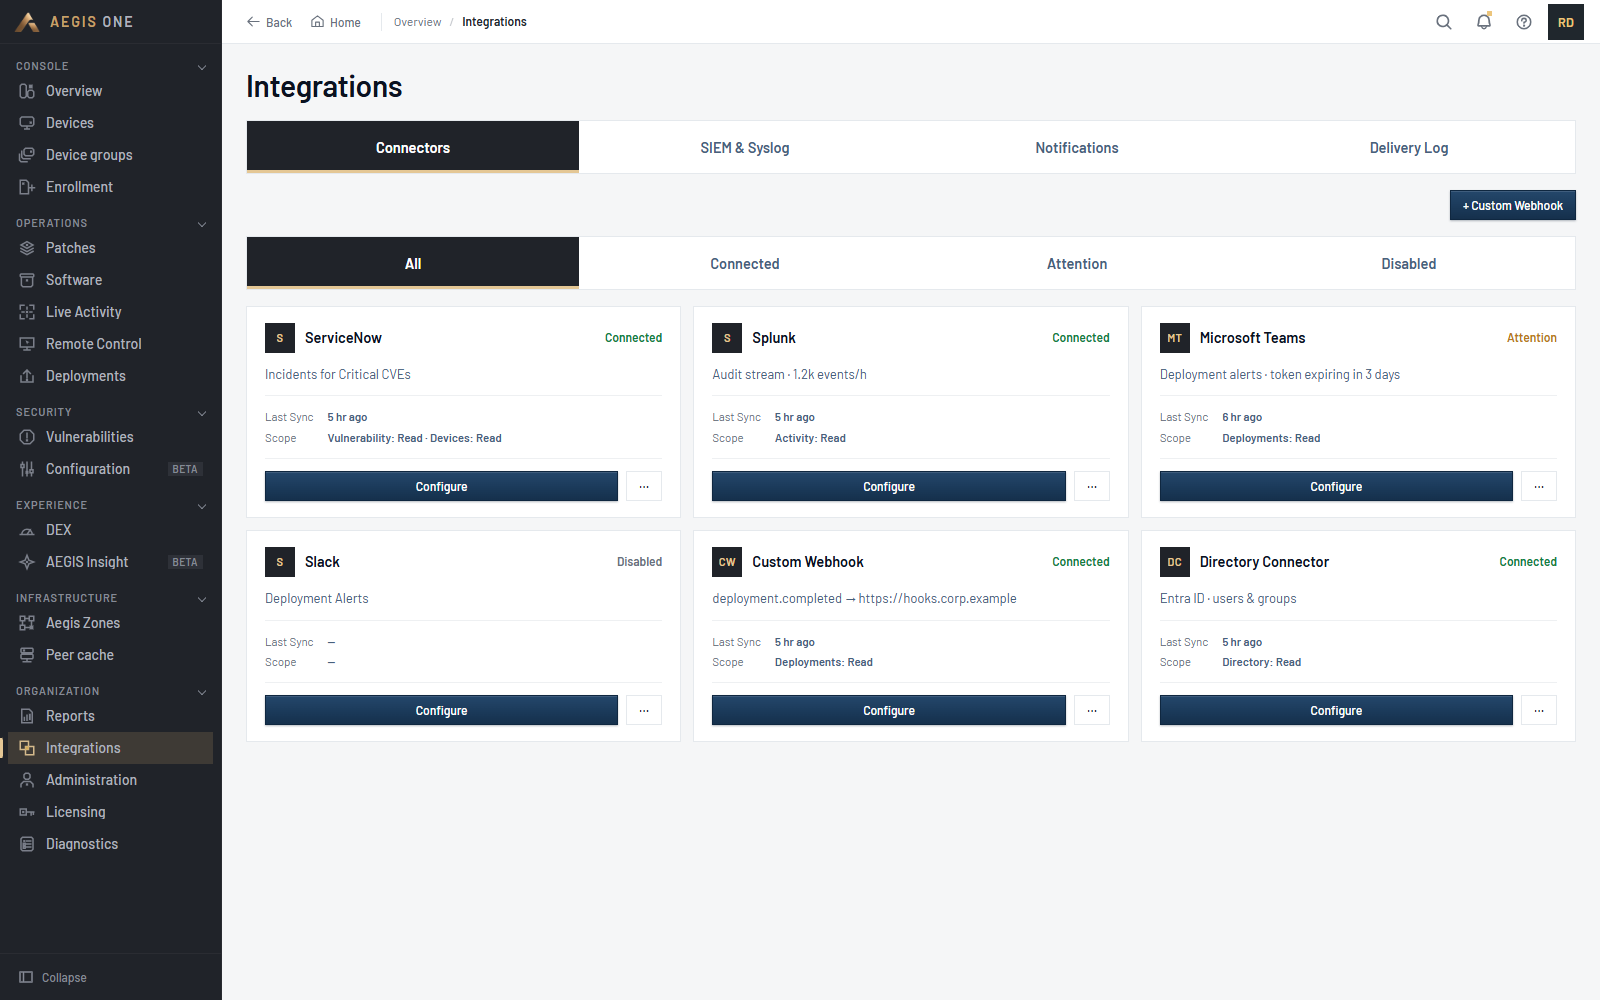 AEGIS ONE
Back
Home
Overview / Integrations
RD
CONSOLE
Overview
Devices
Device groups
Enrollment
OPERATIONS
Patches
Software
Live Activity
Remote Control
Deployments
SECURITY
Vulnerabilities
Configuration BETA
EXPERIENCE
DEX
AEGIS Insight BETA
INFRASTRUCTURE
Aegis Zones
Peer cache
ORGANIZATION
Reports
Integrations
Administration
Licensing
Diagnostics
Collapse
Integrations
Connectors
SIEM & Syslog
Notifications
Delivery Log
+ Custom Webhook
All
Connected
Attention
Disabled
S ServiceNow Connected
Incidents for Critical CVEs
Last Sync 5 hr ago
Scope Vulnerability: Read · Devices: Read
Configure ...
S Splunk Connected
Audit stream · 1.2k events/h
Last Sync 5 hr ago
Scope Activity: Read
Configure ...
MT Microsoft Teams Attention
Deployment alerts · token expiring in 3 days
Last Sync 6 hr ago
Scope Deployments: Read
Configure ...
S Slack Disabled
Deployment Alerts
Last Sync —
Scope —
Configure ...
CW Custom Webhook Connected
deployment.completed → https://hooks.corp.example
Last Sync 5 hr ago
Scope Deployments: Read
Configure ...
DC Directory Connector Connected
Entra ID · users & groups
Last Sync 5 hr ago
Scope Directory: Read
Configure ...